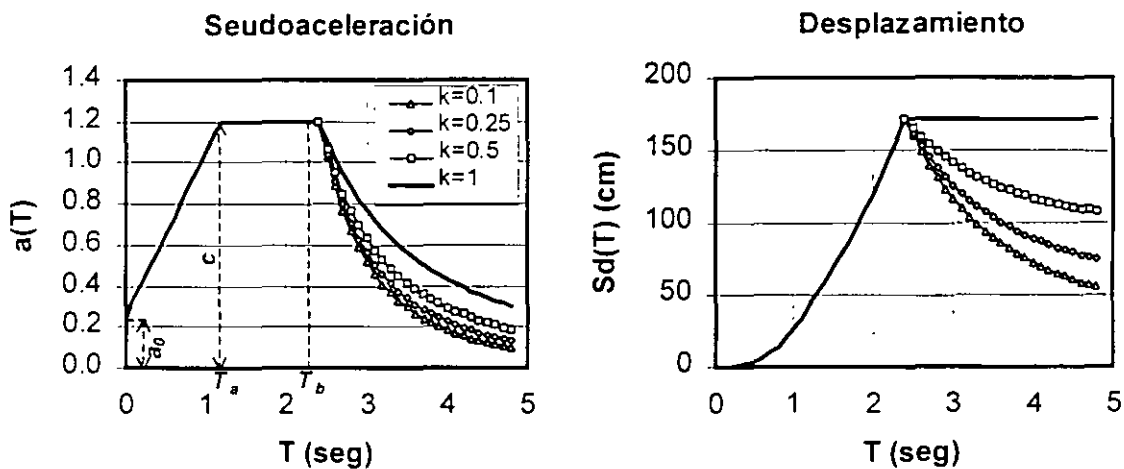 Seudoaceleración
a(T)
1.4
1.2
1.0
0.8
0.6
0.4
0.2
0.0
k=0.1
k=0.25
k=0.5
k=1
c
a0
Ta
Tb
0 1 2 3 4 5
T (seg)
Desplazamiento
Sd(T) (cm)
200
150
100
50
0
0 1 2 3 4 5
T (seg)